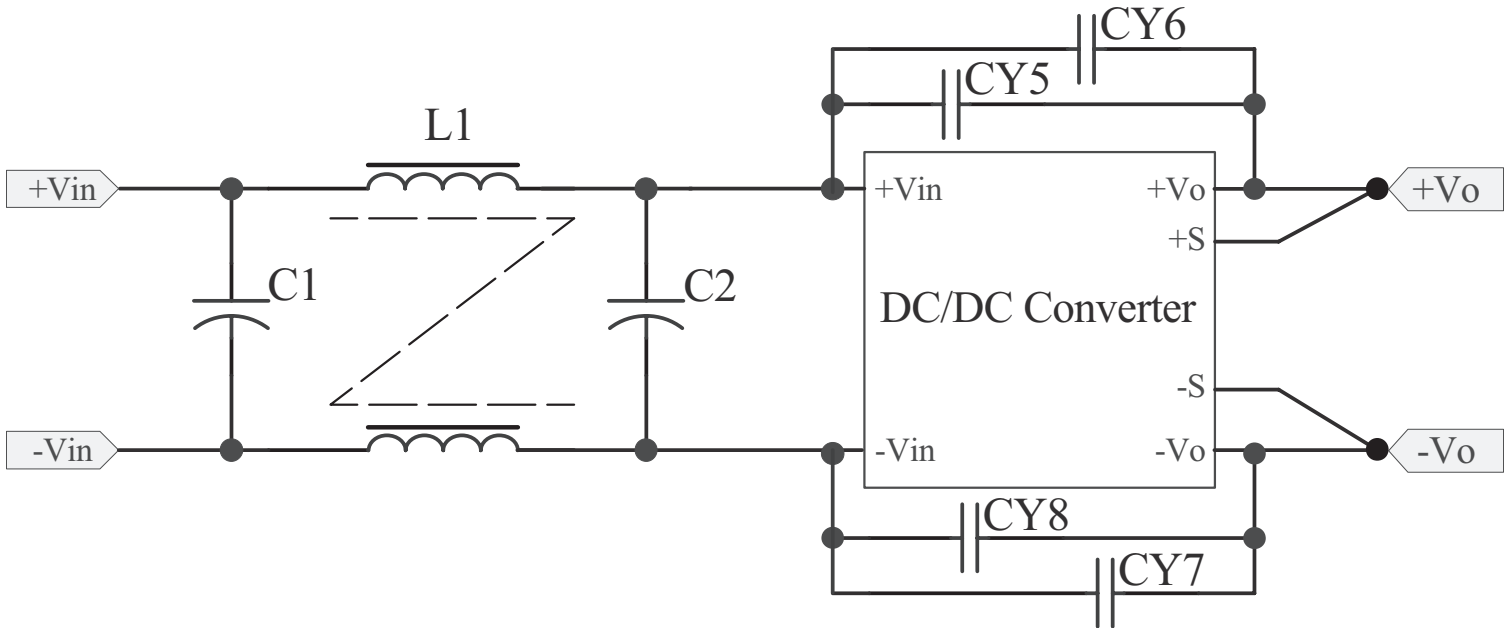 CY6
CY5
L1
+Vin
+Vin
+Vo
+Vo
+S
C1
C2
DC/DC Converter
-S
-Vin
-Vin
-Vo
-Vo
CY8
CY7